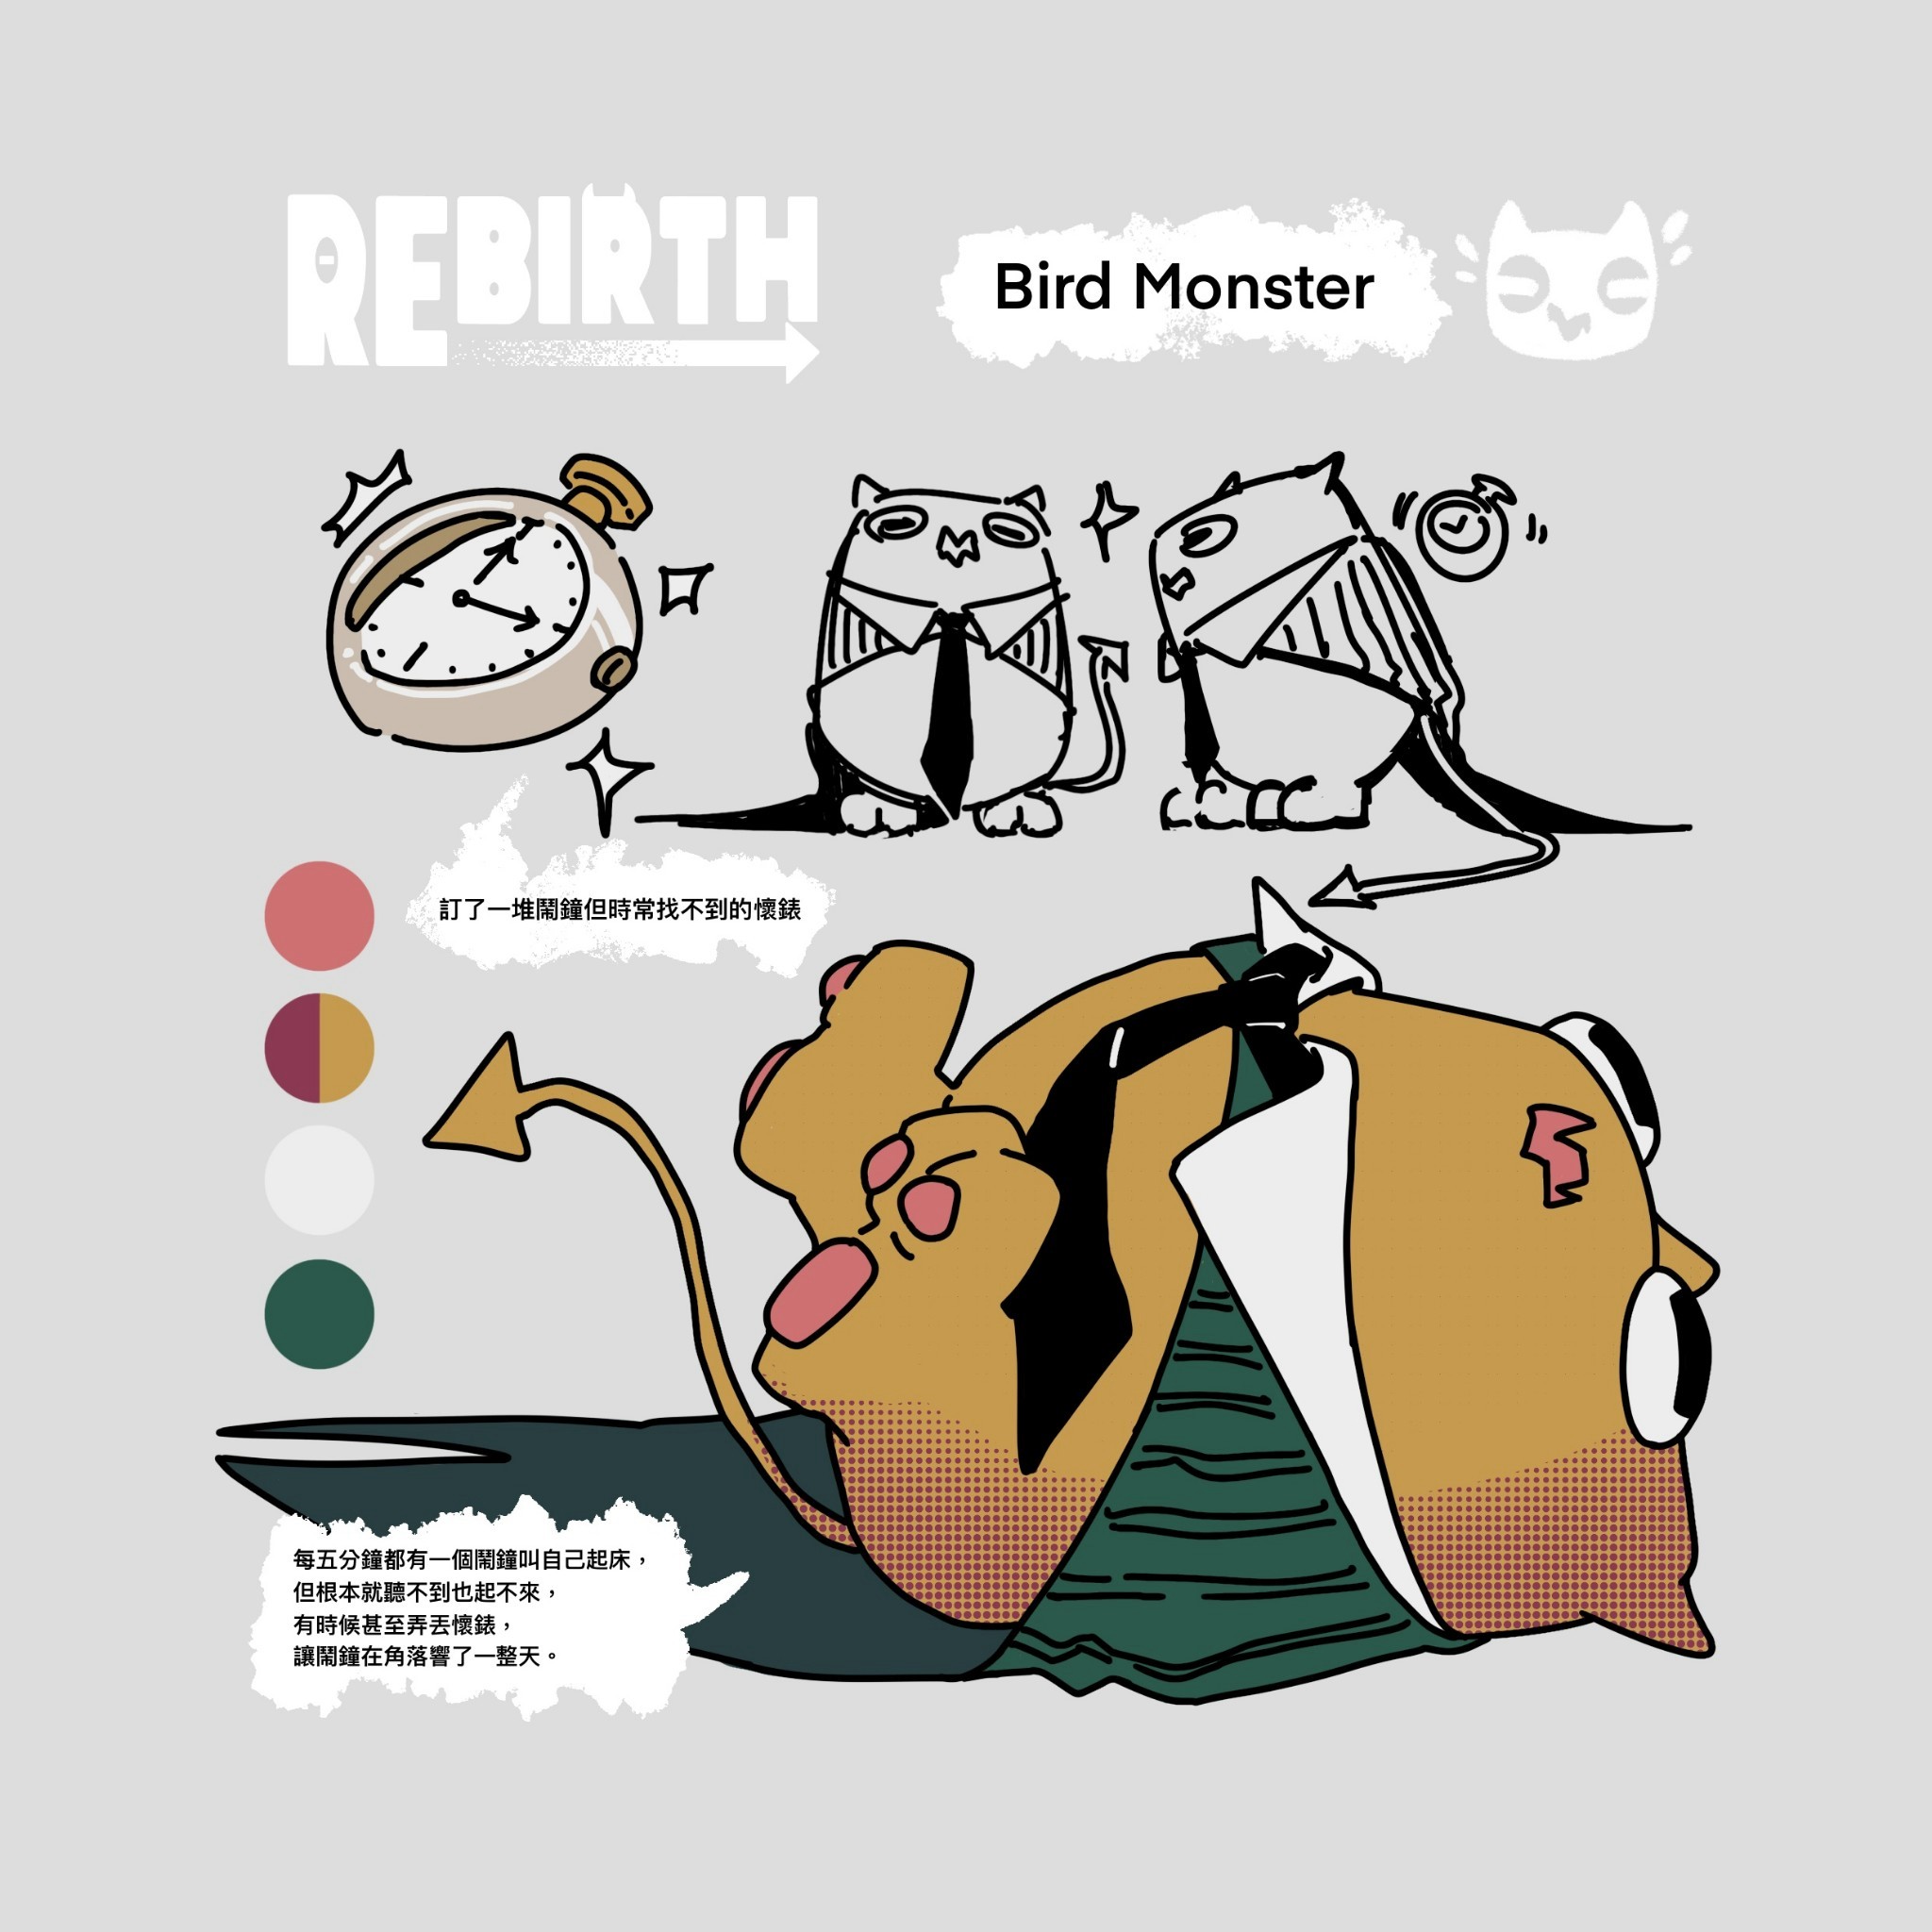 REBIRTH
Bird Monster
訂了一堆鬧鐘但時常找不到的懷錶
每五分鐘都有一個鬧鐘叫自己起床，
但根本就聽不到也起不來，
有時候甚至弄丟懷錶，
讓鬧鐘在角落響了一整天。